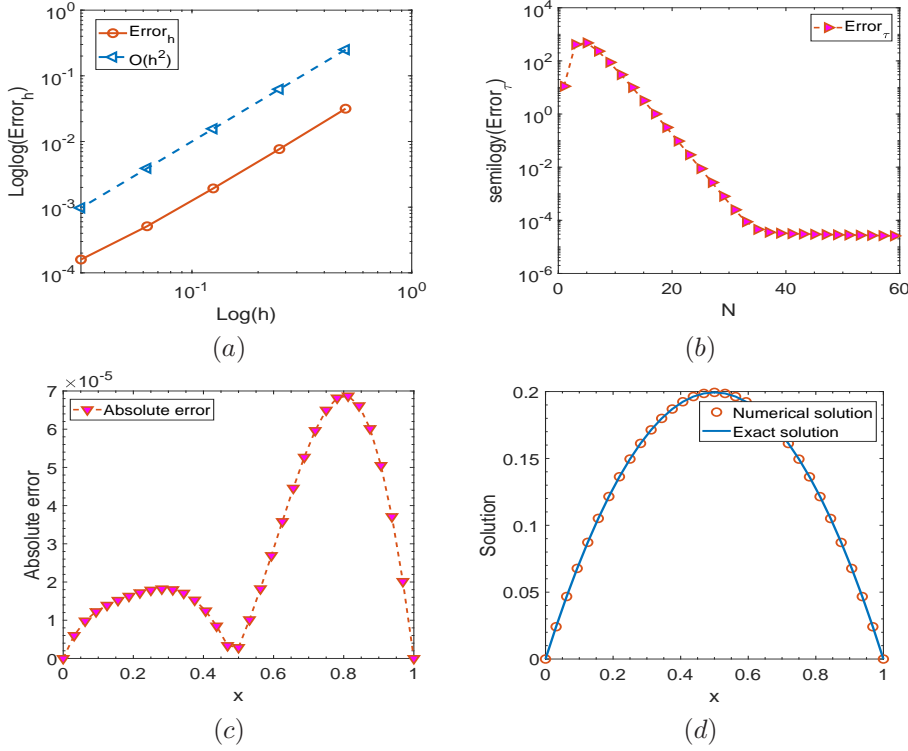 10^0
10^-1
10^-2
10^-3
10^-4
Loglog(Error_h)
Error_h
O(h^2)
10^-1
10^0
Log(h)
(a)
10^4
10^2
10^0
10^-2
10^-4
10^-6
semilogy(Error_τ)
Error_τ
0
20
40
60
N
(b)
×10^-5
7
6
5
4
3
2
1
0
Absolute error
Absolute error
0
0.2
0.4
0.6
0.8
1
x
(c)
0.2
0.15
0.1
0.05
0
Solution
Numerical solution
Exact solution
0
0.2
0.4
0.6
0.8
1
x
(d)